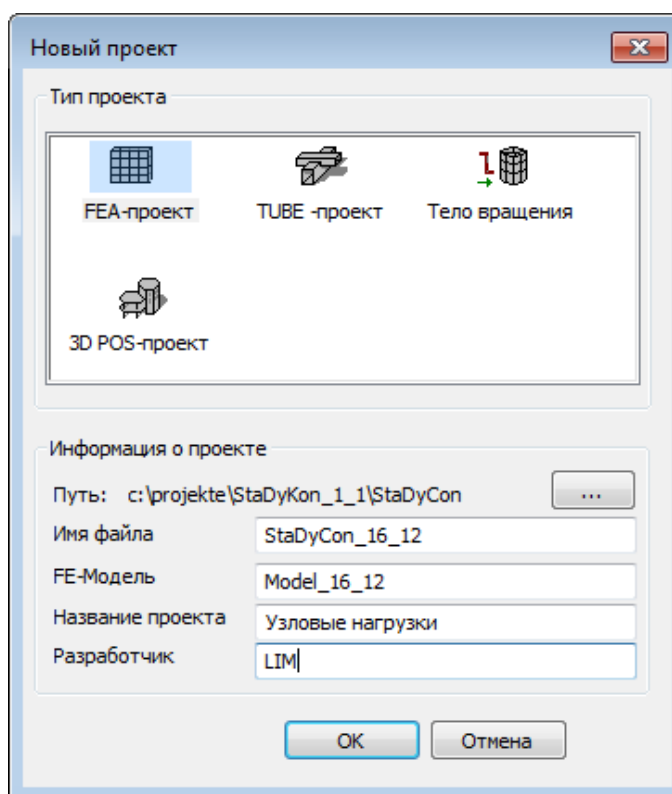 Новый проект
Тип проекта
FEA-проект TUBE -проект Тело вращения
3D POS-проект
Информация о проекте
Путь: c:\projekte\StaDyKon_1_1\StaDyCon ...
Имя файла StaDyCon_16_12
FE-Модель Model_16_12
Название проекта Узловые нагрузки
Разработчик LIM
OK Отмена